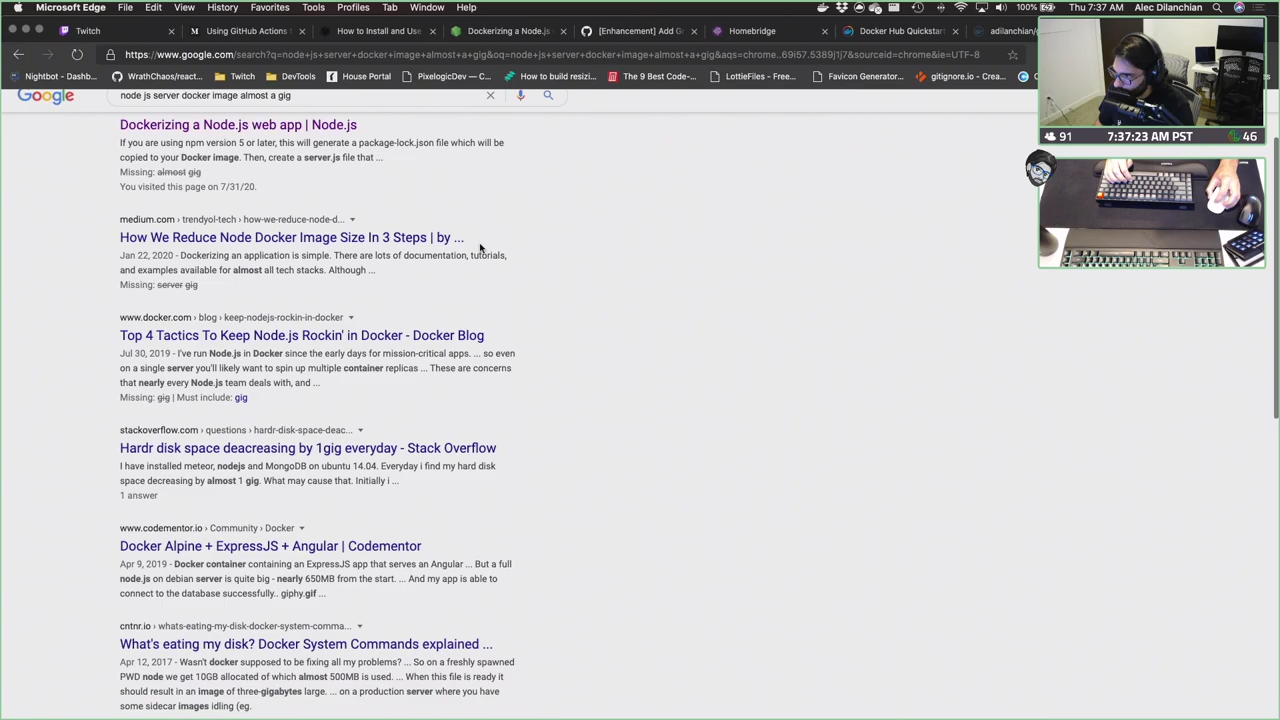 Microsoft Edge File Edit View History Favorites Tools Profiles Tab Window Help
100% Thu 7:37 AM Alec Dilanchian
Twitch Using GitHub Actions t How to Install and Use Dockerizing a Node.js w [Enhancement] Add G Homebridge Docker Hub Quickstart adilanchian/
https://www.google.com/search?q=node+js+server+docker+image+almost+a+gig&oq=node+js+server+docker+image+almost+a+gig&aqs=chrome..69i57.5389j1j7&sourceid=chrome&ie=UTF-8
Nightbot - Dashb... WrathChaos/react... Twitch DevTools House Portal PixelogicDev — C... How to build resizi... The 9 Best Code-... LottieFiles - Free... Favicon Generator... gitignore.io - Crea...
Google node js server docker image almost a gig
91 7:37:23 AM PST 46
Dockerizing a Node.js web app | Node.js
If you are using npm version 5 or later, this will generate a package-lock.json file which will be
copied to your Docker image. Then, create a server.js file that ...
Missing: almost gig
You visited this page on 7/31/20.
medium.com › trendyol-tech › how-we-reduce-node-d...
How We Reduce Node Docker Image Size In 3 Steps | by ...
Jan 22, 2020 - Dockerizing an application is simple. There are lots of documentation, tutorials,
and examples available for almost all tech stacks. Although ...
Missing: server gig
www.docker.com › blog › keep-nodejs-rockin-in-docker
Top 4 Tactics To Keep Node.js Rockin' in Docker - Docker Blog
Jul 30, 2019 - I've run Node.js in Docker since the early days for mission-critical apps. ... so even
on a single server you'll likely want to spin up multiple container replicas ... These are concerns
that nearly every Node.js team deals with, and ...
Missing: gig | Must include: gig
stackoverflow.com › questions › hardr-disk-space-deac...
Hardr disk space deacreasing by 1gig everyday - Stack Overflow
I have installed meteor, nodejs and MongoDB on ubuntu 14.04. Everyday i find my hard disk
space decreasing by almost 1 gig. What may cause that. Initially i ...
1 answer
www.codementor.io › Community › Docker
Docker Alpine + ExpressJS + Angular | Codementor
Apr 9, 2019 - Docker container containing an ExpressJS app that serves an Angular ... But a full
node.js on debian server is quite big - nearly 650MB from the start. ... And my app is able to
connect to the database successfully.. giphy.gif ...
cntnr.io › whats-eating-my-disk-docker-system-comma...
What's eating my disk? Docker System Commands explained ...
Apr 12, 2017 - Wasn't docker supposed to be fixing all my problems? ... So on a freshly spawned
PWD node we get 10GB allocated of which almost 500MB is used. ... When this file is ready it
should result in an image of three-gigabytes large. ... on a production server where you have
some sidecar images idling (eg.